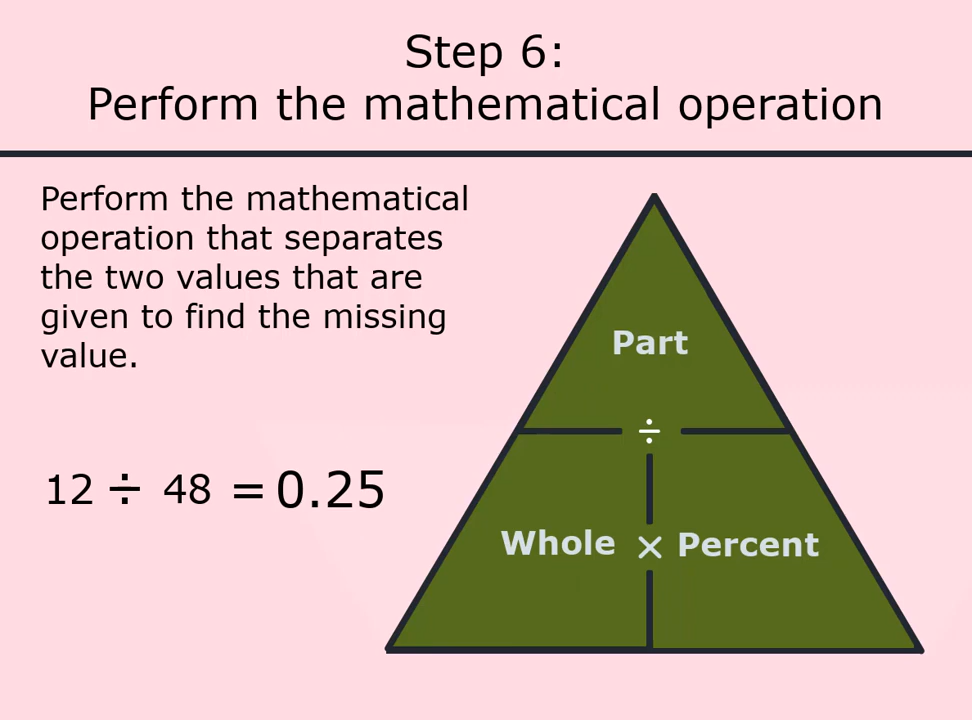 Step 6:
Perform the mathematical operation
Perform the mathematical
operation that separates
the two values that are
given to find the missing
value.
12 ÷ 48 = 0.25
Part
÷
Whole × Percent